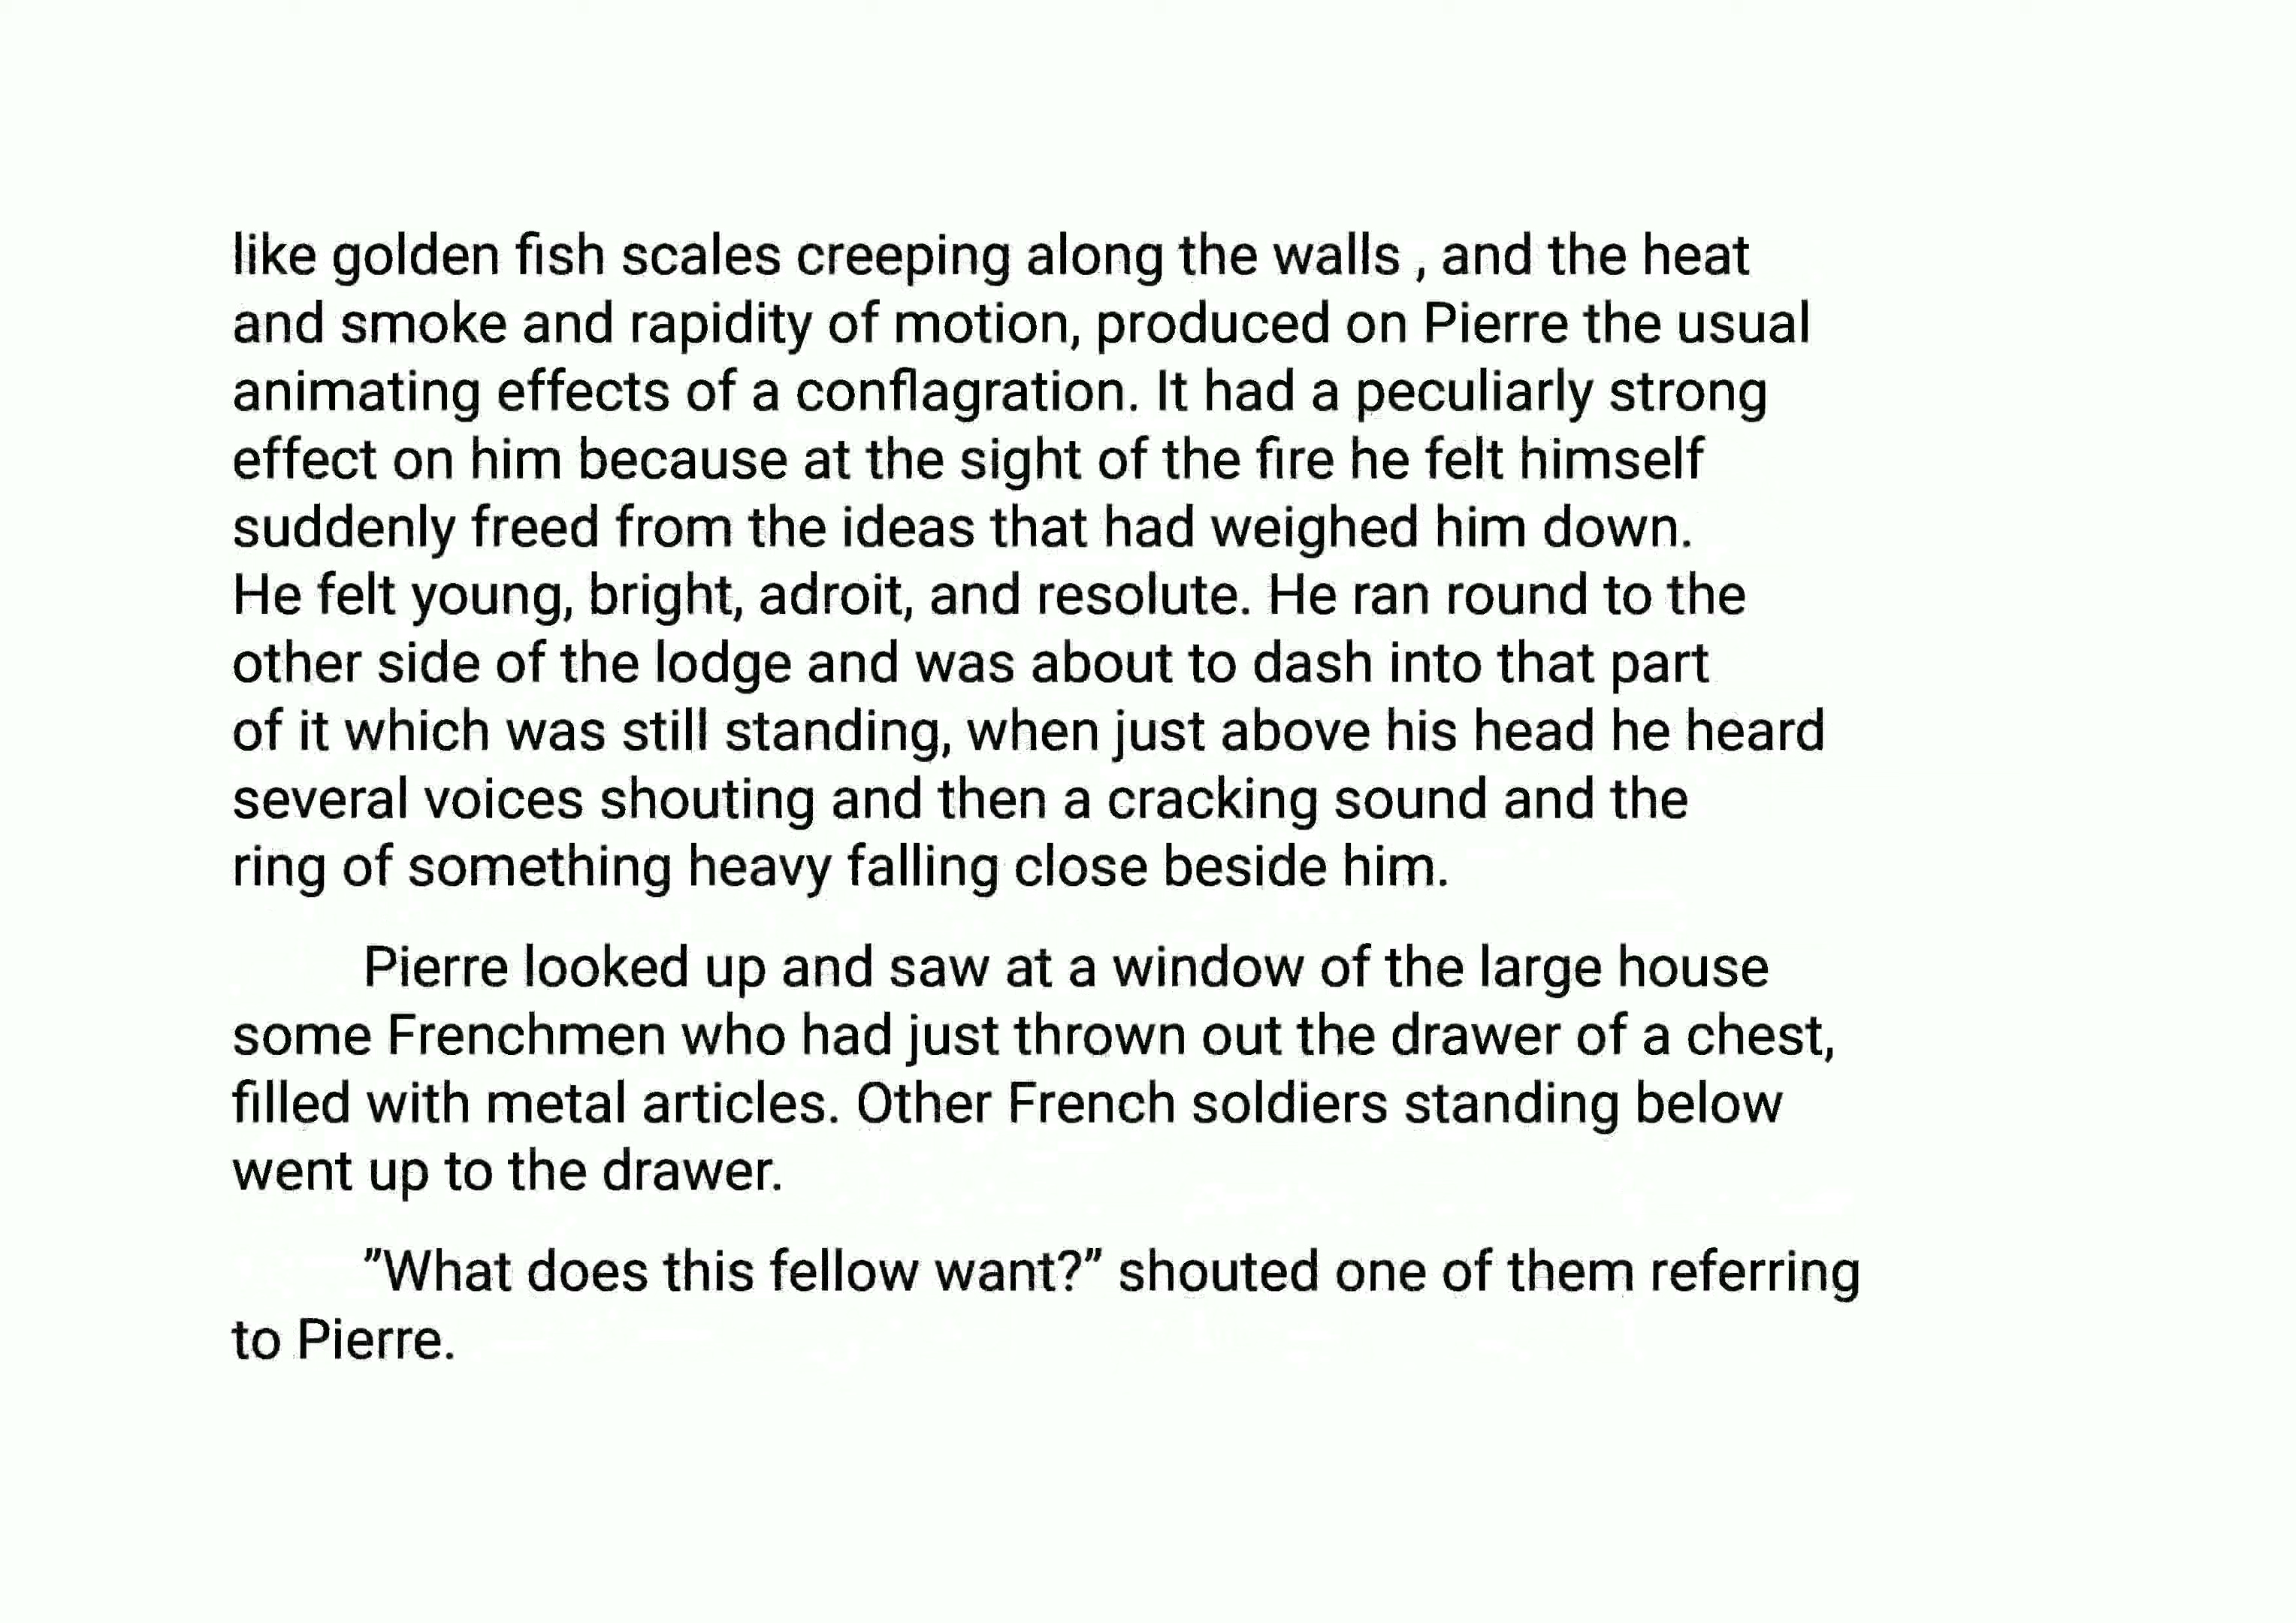 like golden fish scales creeping along the walls , and the heat
and smoke and rapidity of motion, produced on Pierre the usual
animating effects of a conflagration. It had a peculiarly strong
effect on him because at the sight of the fire he felt himself
suddenly freed from the ideas that had weighed him down.
He felt young, bright, adroit, and resolute. He ran round to the
other side of the lodge and was about to dash into that part
of it which was still standing, when just above his head he heard
several voices shouting and then a cracking sound and the
ring of something heavy falling close beside him.
Pierre looked up and saw at a window of the large house
some Frenchmen who had just thrown out the drawer of a chest,
filled with metal articles. Other French soldiers standing below
went up to the drawer.
”What does this fellow want?” shouted one of them referring
to Pierre.